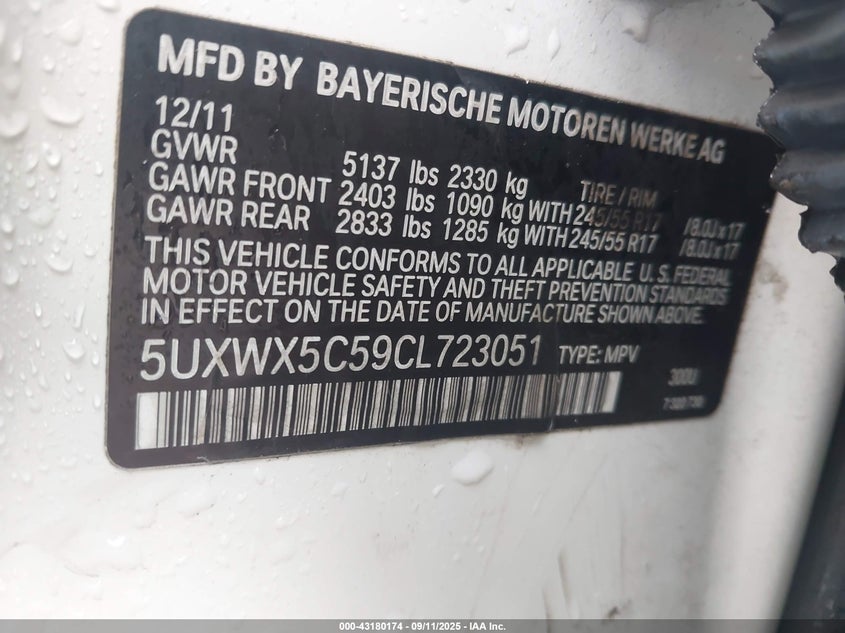 MFD BY BAYERISCHE MOTOREN WERKE AG
12/11
GVWR 5137 lbs 2330 kg TIRE / RIM
GAWR FRONT 2403 lbs 1090 kg WITH 245/55 R17 /8.0J x 17
GAWR REAR 2833 lbs 1285 kg WITH 245/55 R17 /8.0J x 17
THIS VEHICLE CONFORMS TO ALL APPLICABLE U. S. FEDERAL
MOTOR VEHICLE SAFETY AND THEFT PREVENTION STANDARDS
IN EFFECT ON THE DATE OF MANUFACTURE SHOWN ABOVE.
5UXWX5C59CL723051 TYPE: MPV
000-43180174 - 09/11/2025 - IAA Inc.